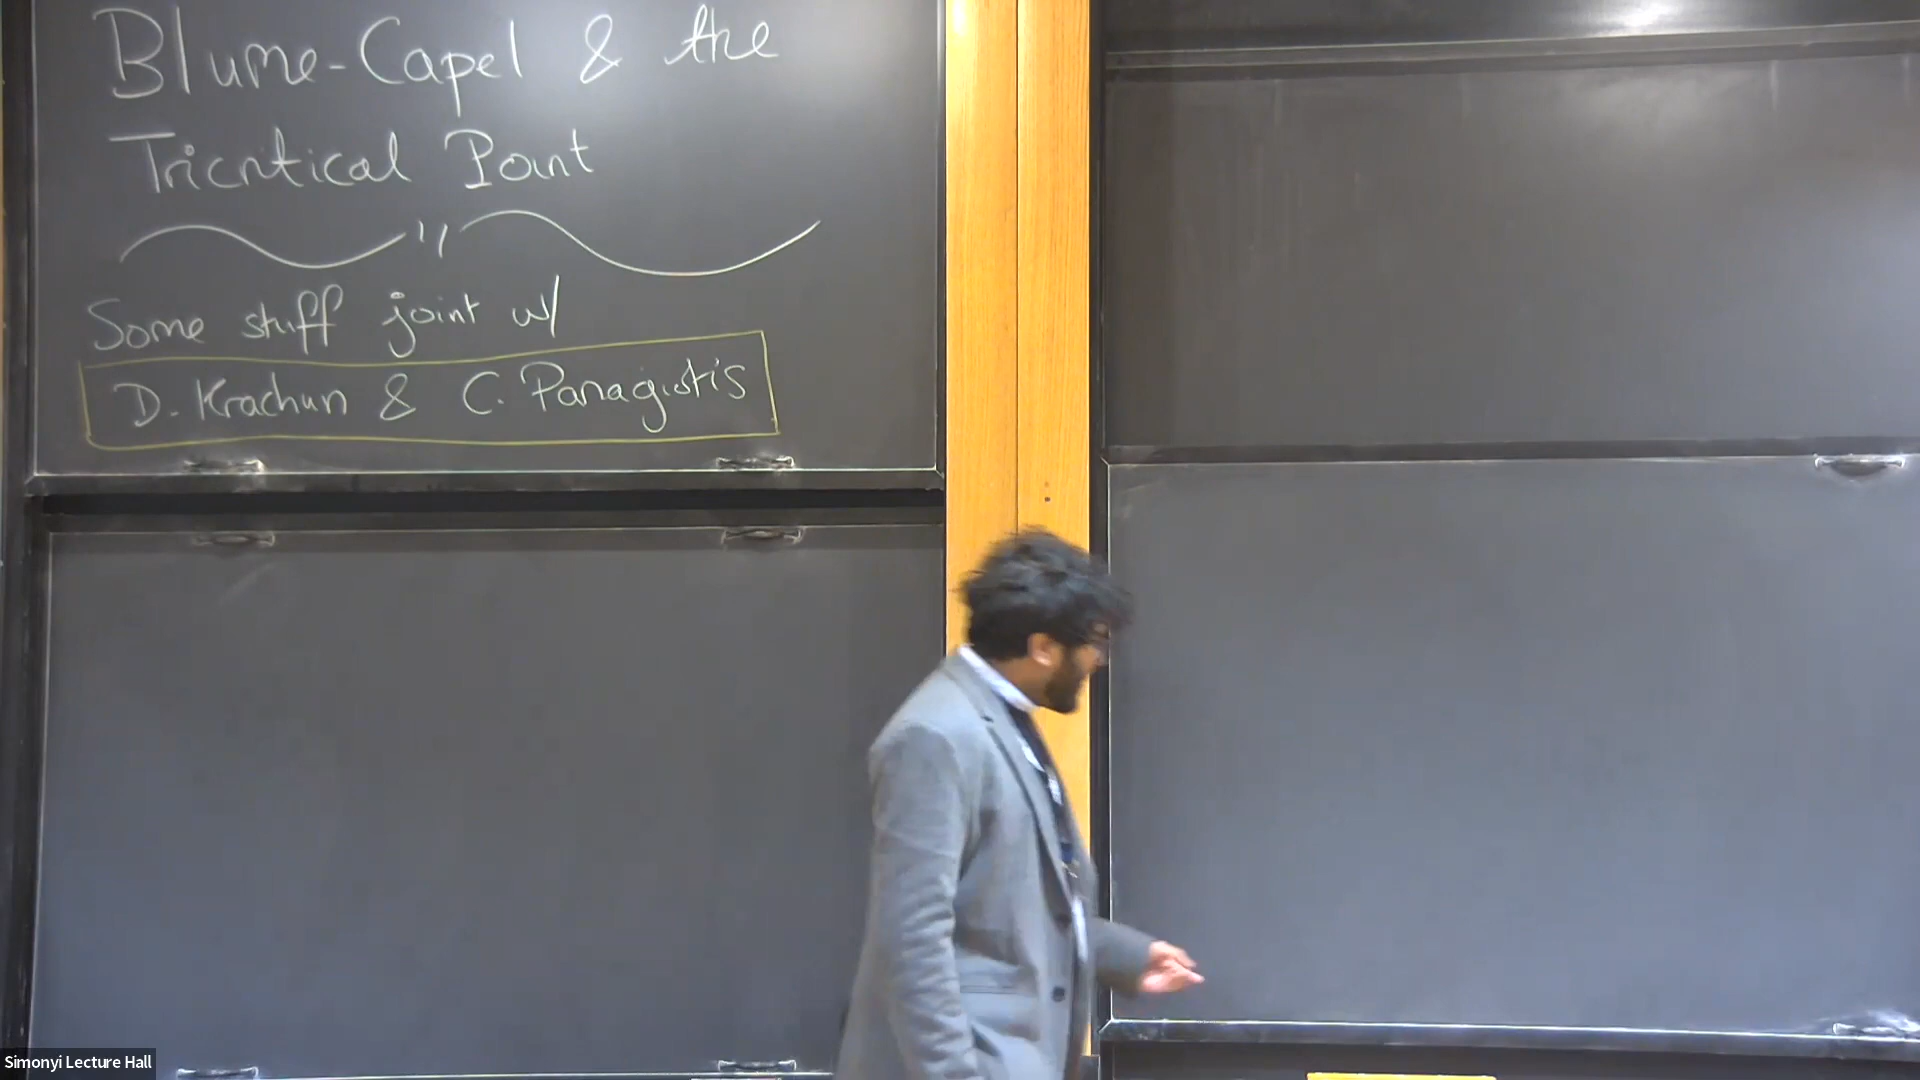 Blume-Capel & the
Tricritical Point
Some stuff joint w/
D. Krachun & C. Panagiotis
Simonyi Lecture Hall